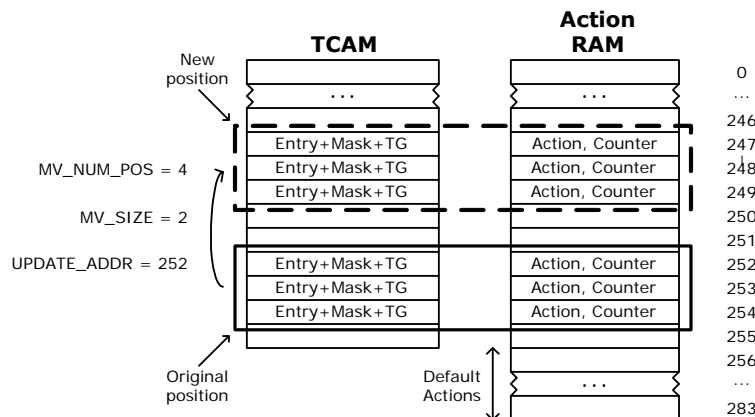 TCAM
Action
RAM
New
position
0
...
...
...
246
Entry+Mask+TG
Action, Counter
247
MV_NUM_POS = 4
Entry+Mask+TG
Action, Counter
248
Entry+Mask+TG
Action, Counter
249
MV_SIZE = 2
250
251
UPDATE_ADDR = 252
Entry+Mask+TG
Action, Counter
252
Entry+Mask+TG
Action, Counter
253
Entry+Mask+TG
Action, Counter
254
255
256
Original
position
Default
Actions
...
...
283